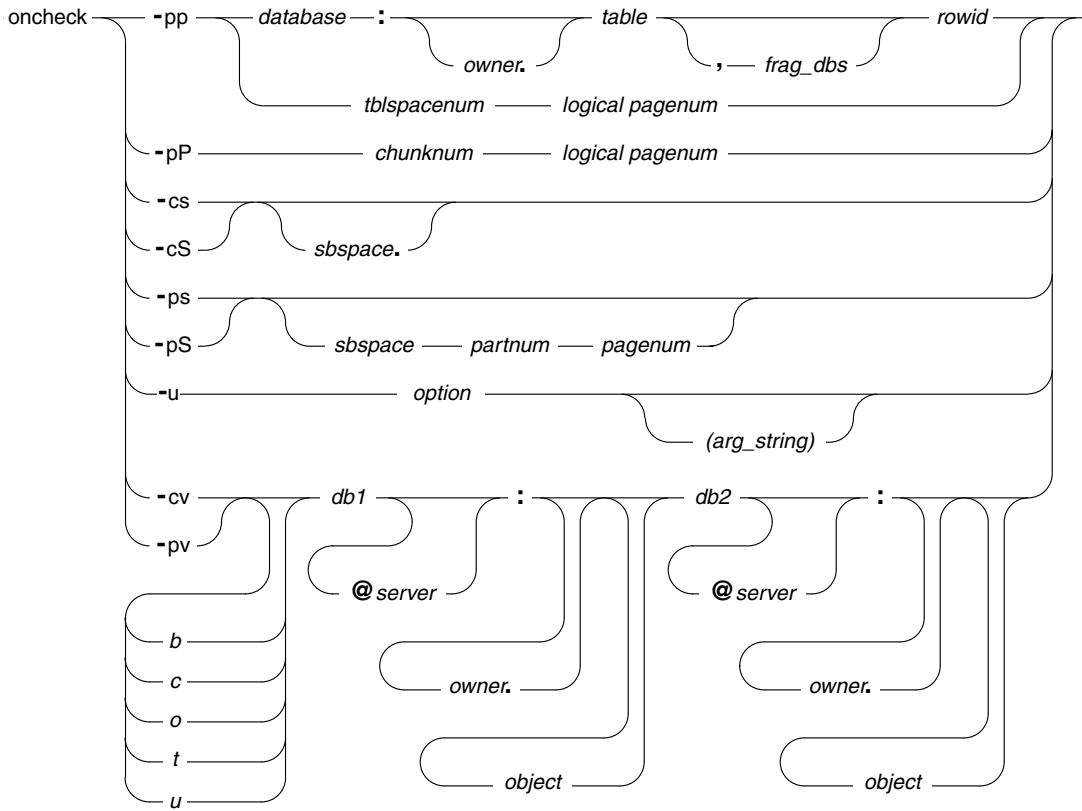 oncheck -pp database : table rowid
owner. , frag_dbs
tblspacenum logical pagenum
-pP chunknum logical pagenum
-cs
-cS sbspace.
-ps
-pS sbspace partnum pagenum
-u option
(arg_string)
-cv db1 : db2 :
-pv
@server @server
b
c owner. owner.
o
t
object object
u